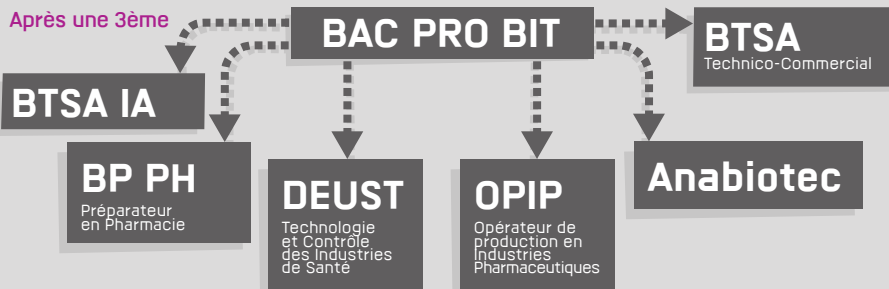 Après une 3ème
BAC PRO BIT
BTSA
Technico-Commercial
BTSA IA
BP PH
Préparateur
en Pharmacie
DEUST
Technologie
et Contrôle
des Industries
de Santé
OPIP
Opérateur de
production en
Industries
Pharmaceutiques
Anabiotec